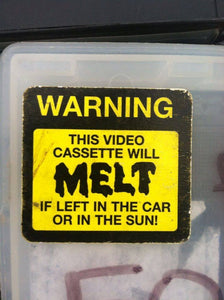 WARNING
THIS VIDEO
CASSETTE WILL
MELT
IF LEFT IN THE CAR
OR IN THE SUN!